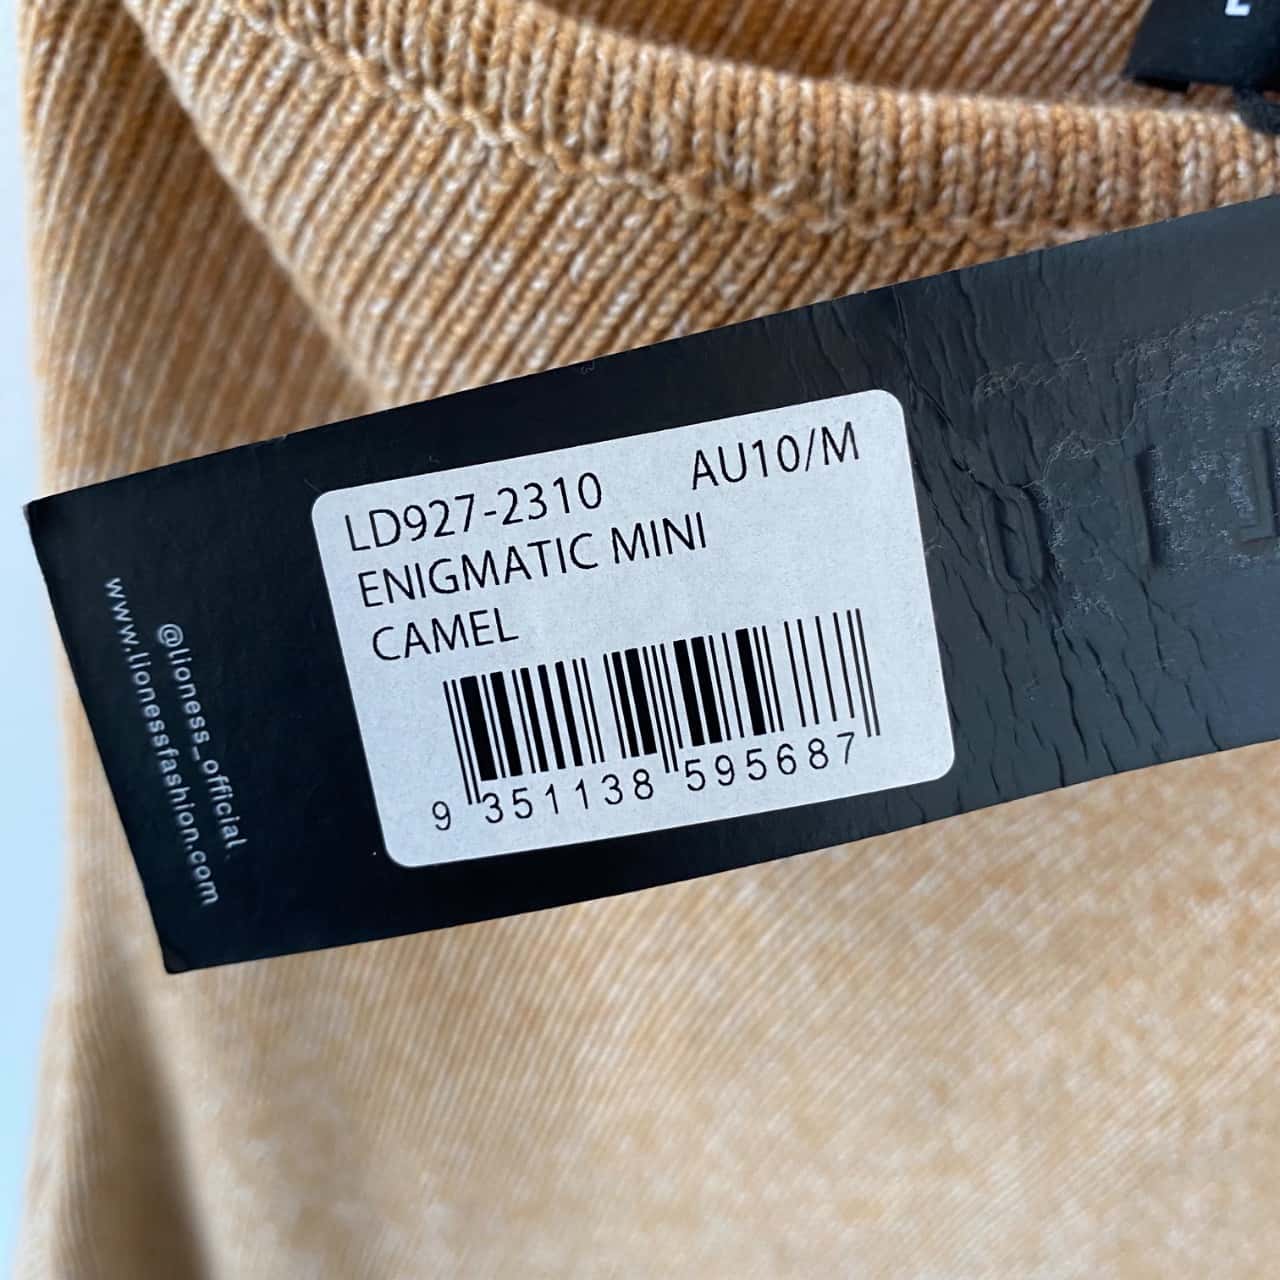 LD927-2310 AU10/M
ENIGMATIC MINI
CAMEL
9 351138 595687
@lioness_official
www.lionessfashion.com